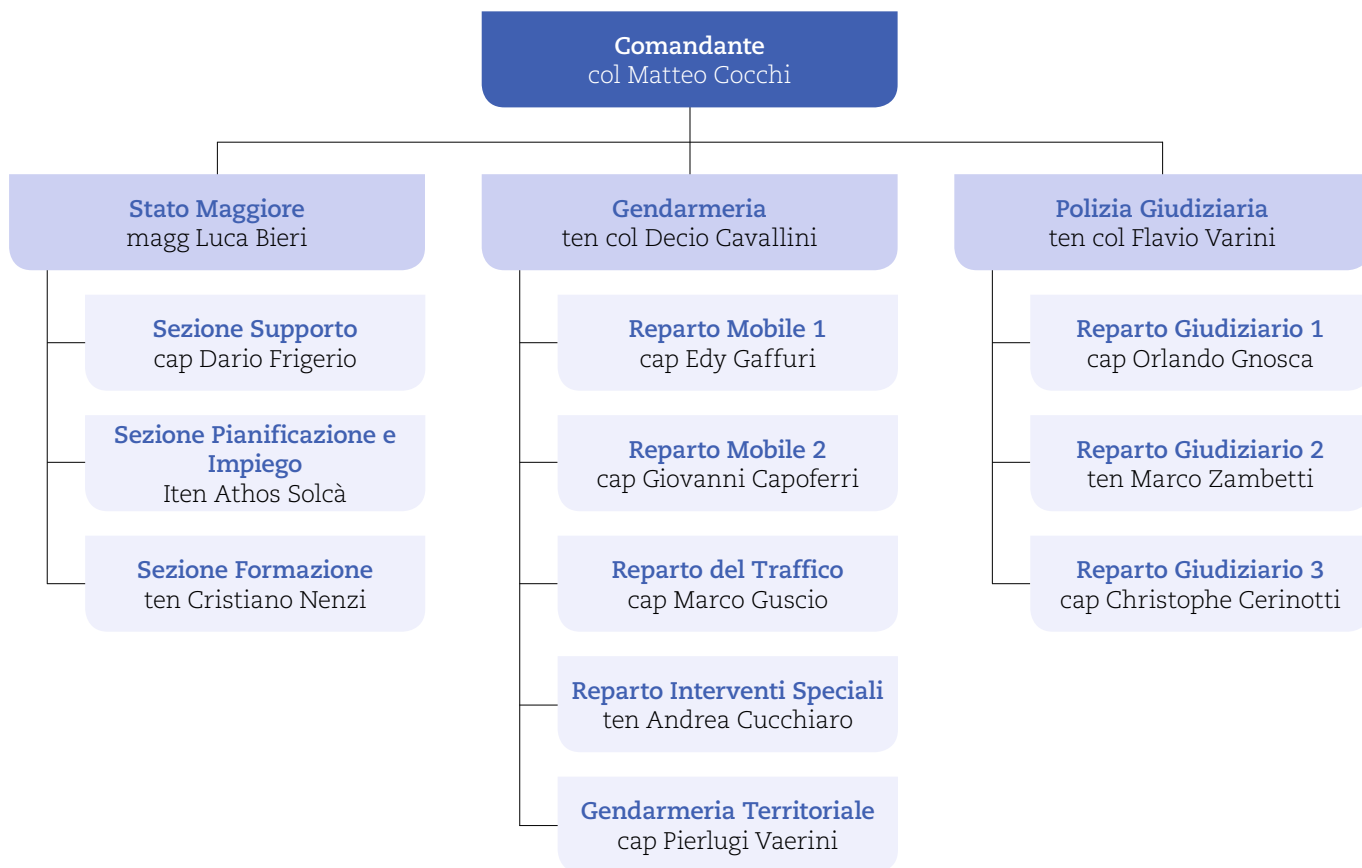 Comandante
col Matteo Cocchi
Stato Maggiore
magg Luca Bieri
Sezione Supporto
cap Dario Frigerio
Sezione Pianificazione e
Impiego
Iten Athos Solcà
Sezione Formazione
ten Cristiano Nenzi
Gendarmeria
ten col Decio Cavallini
Reparto Mobile 1
cap Edy Gaffuri
Reparto Mobile 2
cap Giovanni Capoferri
Reparto del Traffico
cap Marco Guscio
Reparto Interventi Speciali
ten Andrea Cucchiaro
Gendarmeria Territoriale
cap Pierlugi Vaerini
Polizia Giudiziaria
ten col Flavio Varini
Reparto Giudiziario 1
cap Orlando Gnosca
Reparto Giudiziario 2
ten Marco Zambetti
Reparto Giudiziario 3
cap Christophe Cerinotti